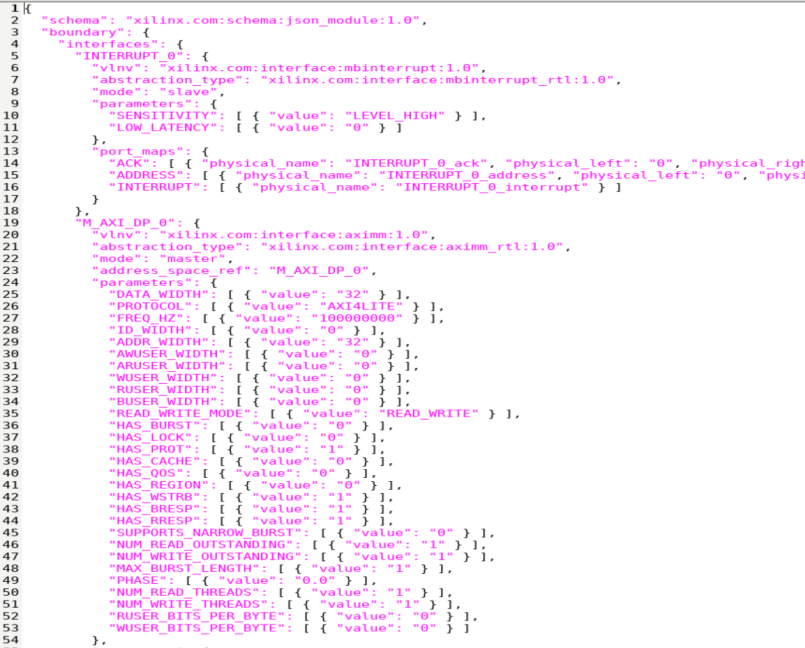 1 {
2 "schema": "xilinx.com:schema:json_module:1.0",
3 "boundary": {
4 "interfaces": {
5 "INTERRUPT_0": {
6 "vlnv": "xilinx.com:interface:mbinterrupt:1.0",
7 "abstraction_type": "xilinx.com:interface:mbinterrupt_rtl:1.0",
8 "mode": "slave",
9 "parameters": {
10 "SENSITIVITY": [ { "value": "LEVEL_HIGH" } ],
11 "LOW_LATENCY": [ { "value": "0" } ]
12 },
13 "port_maps": {
14 "ACK": [ { "physical_name": "INTERRUPT_0_ack", "physical_left": "0", "physical_righ
15 "ADDRESS": [ { "physical_name": "INTERRUPT_0_address", "physical_left": "0", "physi
16 "INTERRUPT": [ { "physical_name": "INTERRUPT_0_interrupt" } ]
17 }
18 },
19 "M_AXI_DP_0": {
20 "vlnv": "xilinx.com:interface:aximm:1.0",
21 "abstraction_type": "xilinx.com:interface:aximm_rtl:1.0",
22 "mode": "master",
23 "address_space_ref": "M_AXI_DP_0",
24 "parameters": {
25 "DATA_WIDTH": [ { "value": "32" } ],
26 "PROTOCOL": [ { "value": "AXI4LITE" } ],
27 "FREQ_HZ": [ { "value": "100000000" } ],
28 "ID_WIDTH": [ { "value": "0" } ],
29 "ADDR_WIDTH": [ { "value": "32" } ],
30 "AWUSER_WIDTH": [ { "value": "0" } ],
31 "ARUSER_WIDTH": [ { "value": "0" } ],
32 "WUSER_WIDTH": [ { "value": "0" } ],
33 "RUSER_WIDTH": [ { "value": "0" } ],
34 "BUSER_WIDTH": [ { "value": "0" } ],
35 "READ_WRITE_MODE": [ { "value": "READ_WRITE" } ],
36 "HAS_BURST": [ { "value": "0" } ],
37 "HAS_LOCK": [ { "value": "0" } ],
38 "HAS_PROT": [ { "value": "1" } ],
39 "HAS_CACHE": [ { "value": "0" } ],
40 "HAS_QOS": [ { "value": "0" } ],
41 "HAS_REGION": [ { "value": "0" } ],
42 "HAS_WSTRB": [ { "value": "1" } ],
43 "HAS_BRESP": [ { "value": "1" } ],
44 "HAS_RRESP": [ { "value": "1" } ],
45 "SUPPORTS_NARROW_BURST": [ { "value": "0" } ],
46 "NUM_READ_OUTSTANDING": [ { "value": "1" } ],
47 "NUM_WRITE_OUTSTANDING": [ { "value": "1" } ],
48 "MAX_BURST_LENGTH": [ { "value": "1" } ],
49 "PHASE": [ { "value": "0.0" } ],
50 "NUM_READ_THREADS": [ { "value": "1" } ],
51 "NUM_WRITE_THREADS": [ { "value": "1" } ],
52 "RUSER_BITS_PER_BYTE": [ { "value": "0" } ],
53 "WUSER_BITS_PER_BYTE": [ { "value": "0" } ]
54 },